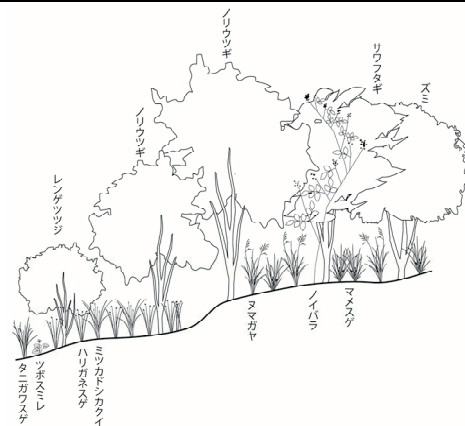 レンゲツツジ
ノリウツギ
ノリウツギ
サワフタギ
ズミ
タニガワスゲ
ツボスミレ
ハリガネスゲ
ミツカドシカクイ
ヌマガヤ
ノイバラ
マメスゲ